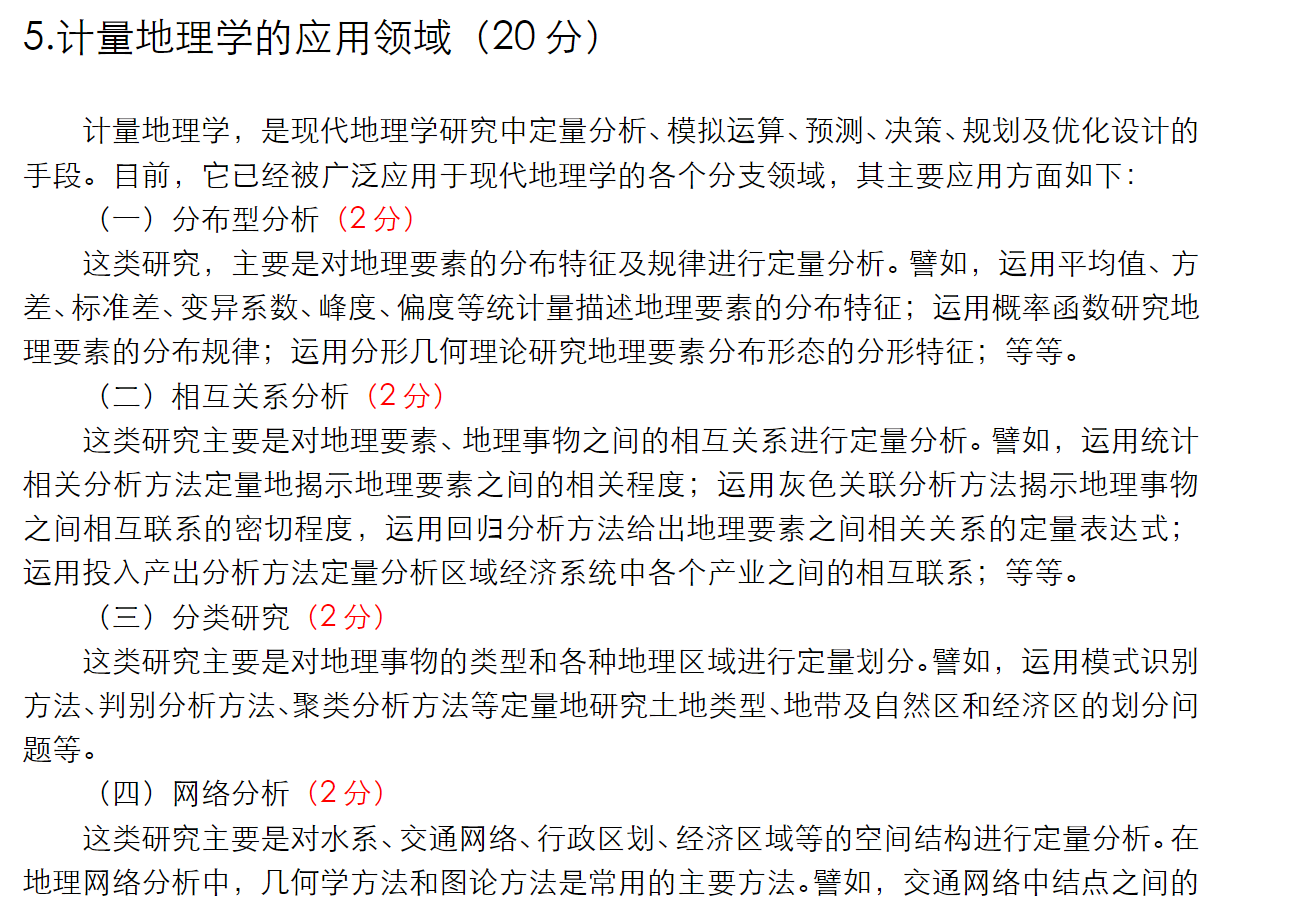 5.计量地理学的应用领域（20 分）
计量地理学，是现代地理学研究中定量分析、模拟运算、预测、决策、规划及优化设计的
手段。目前，它已经被广泛应用于现代地理学的各个分支领域，其主要应用方面如下：
（一）分布型分析（2 分）
这类研究，主要是对地理要素的分布特征及规律进行定量分析。譬如，运用平均值、方
差、标准差、变异系数、峰度、偏度等统计量描述地理要素的分布特征；运用概率函数研究地
理要素的分布规律；运用分形几何理论研究地理要素分布形态的分形特征；等等。
（二）相互关系分析（2 分）
这类研究主要是对地理要素、地理事物之间的相互关系进行定量分析。譬如，运用统计
相关分析方法定量地揭示地理要素之间的相关程度；运用灰色关联分析方法揭示地理事物
之间相互联系的密切程度，运用回归分析方法给出地理要素之间相关关系的定量表达式；
运用投入产出分析方法定量分析区域经济系统中各个产业之间的相互联系；等等。
（三）分类研究（2 分）
这类研究主要是对地理事物的类型和各种地理区域进行定量划分。譬如，运用模式识别
方法、判别分析方法、聚类分析方法等定量地研究土地类型、地带及自然区和经济区的划分问
题等。
（四）网络分析（2 分）
这类研究主要是对水系、交通网络、行政区划、经济区域等的空间结构进行定量分析。在
地理网络分析中，几何学方法和图论方法是常用的主要方法。譬如，交通网络中结点之间的